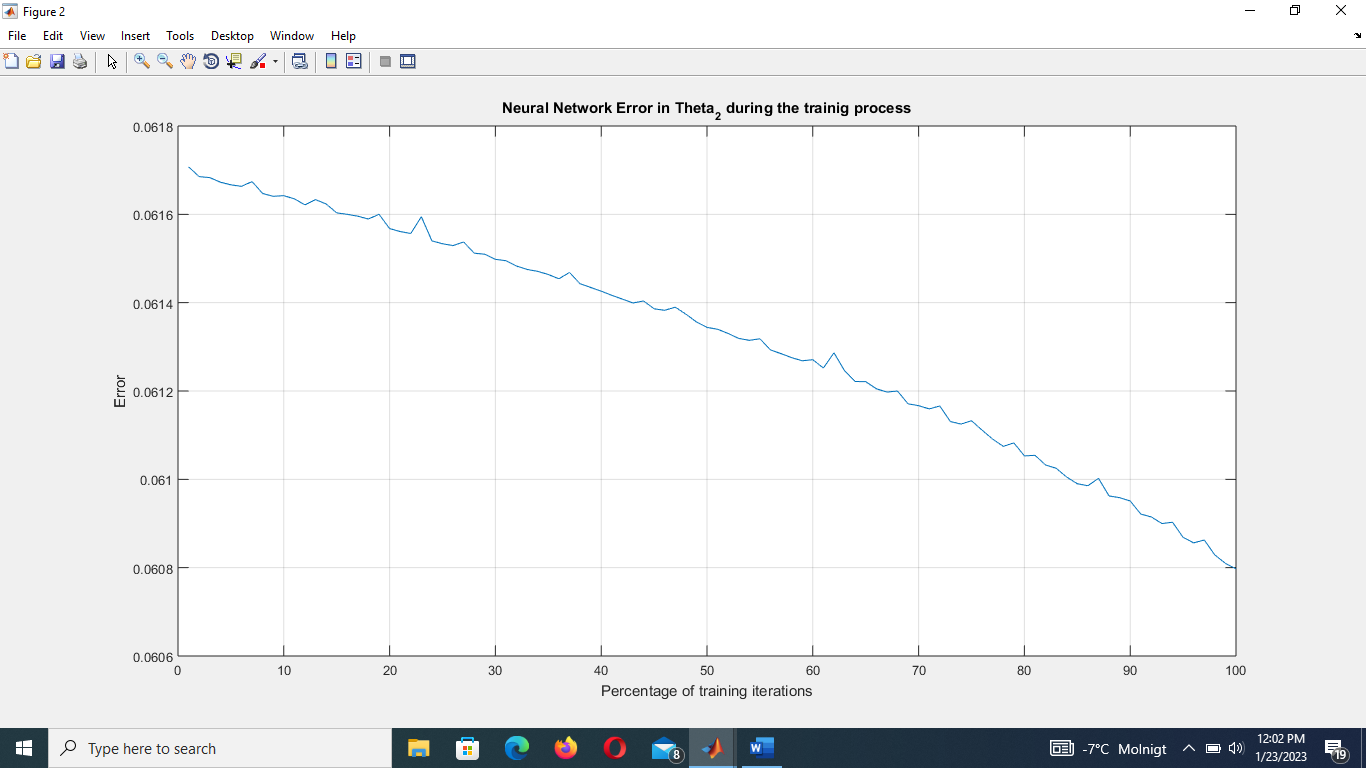 Figure 2
File Edit View Insert Tools Desktop Window Help
Neural Network Error in Theta2 during the trainig process
0.0618
0.0616
0.0614
0.0612
0.061
0.0608
0.0606
Error
0 10 20 30 40 50 60 70 80 90 100
Percentage of training iterations
Type here to search
8
W
-7°C Molnigt
12:02 PM
1/23/2023
19